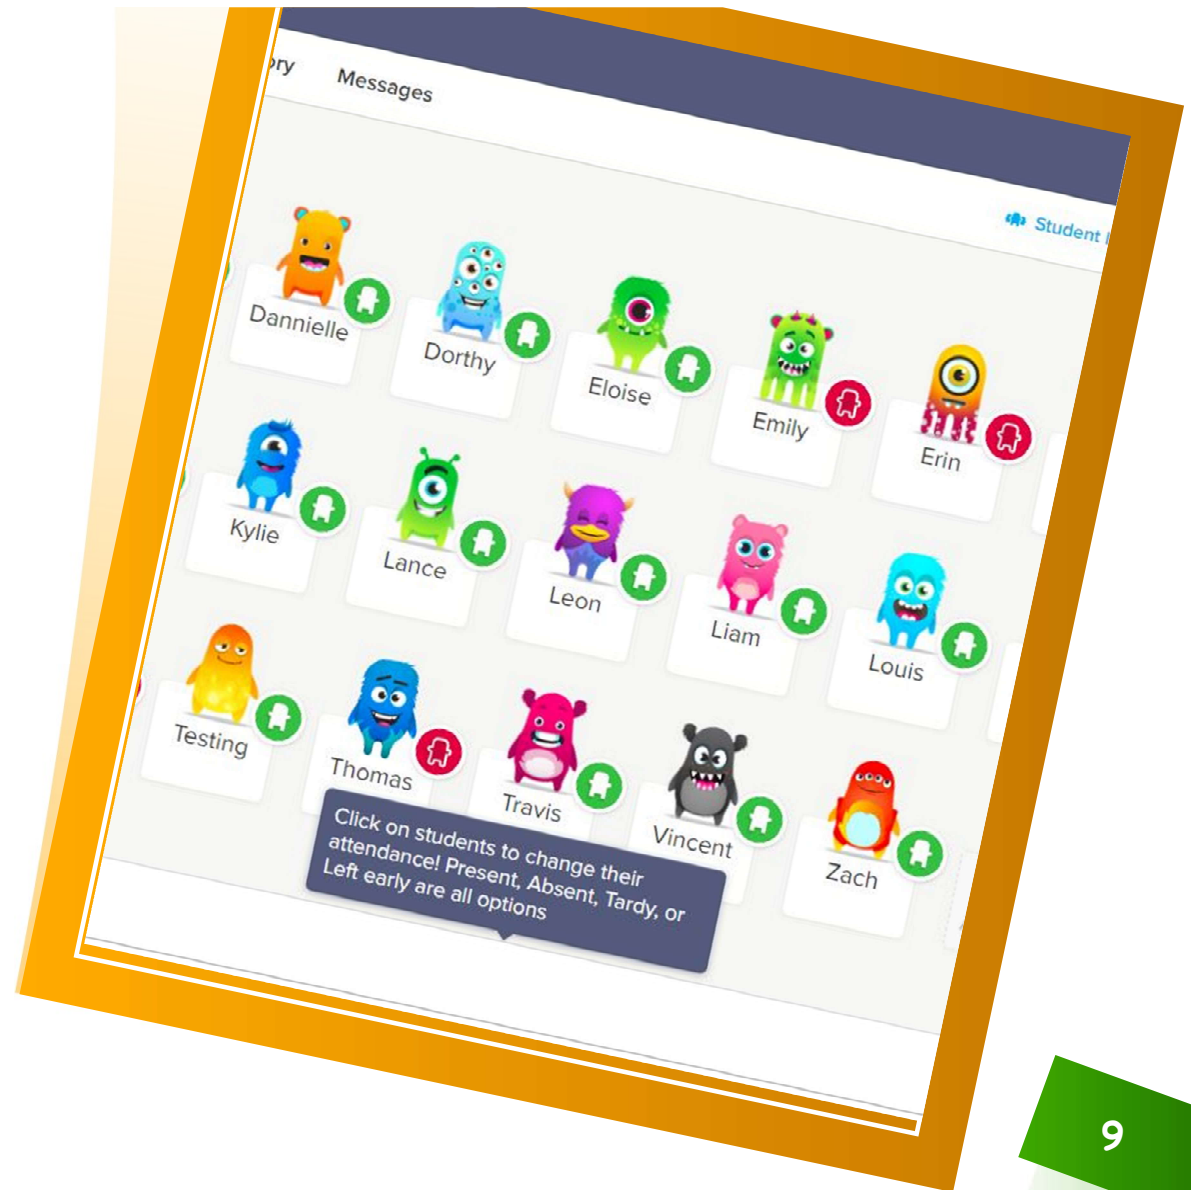 ory Messages
Student
Dannielle Dorthy Eloise Emily Erin
Kylie Lance Leon Liam Louis
Testing Thomas Travis Vincent Zach
Click on students to change their
attendance! Present, Absent, Tardy, or
Left early are all options
9